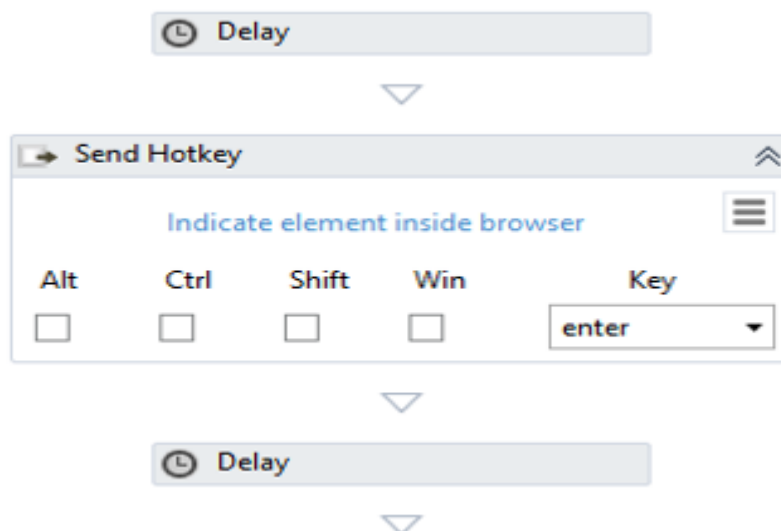 Delay
Send Hotkey
Indicate element inside browser
Alt Ctrl Shift Win Key
enter
Delay